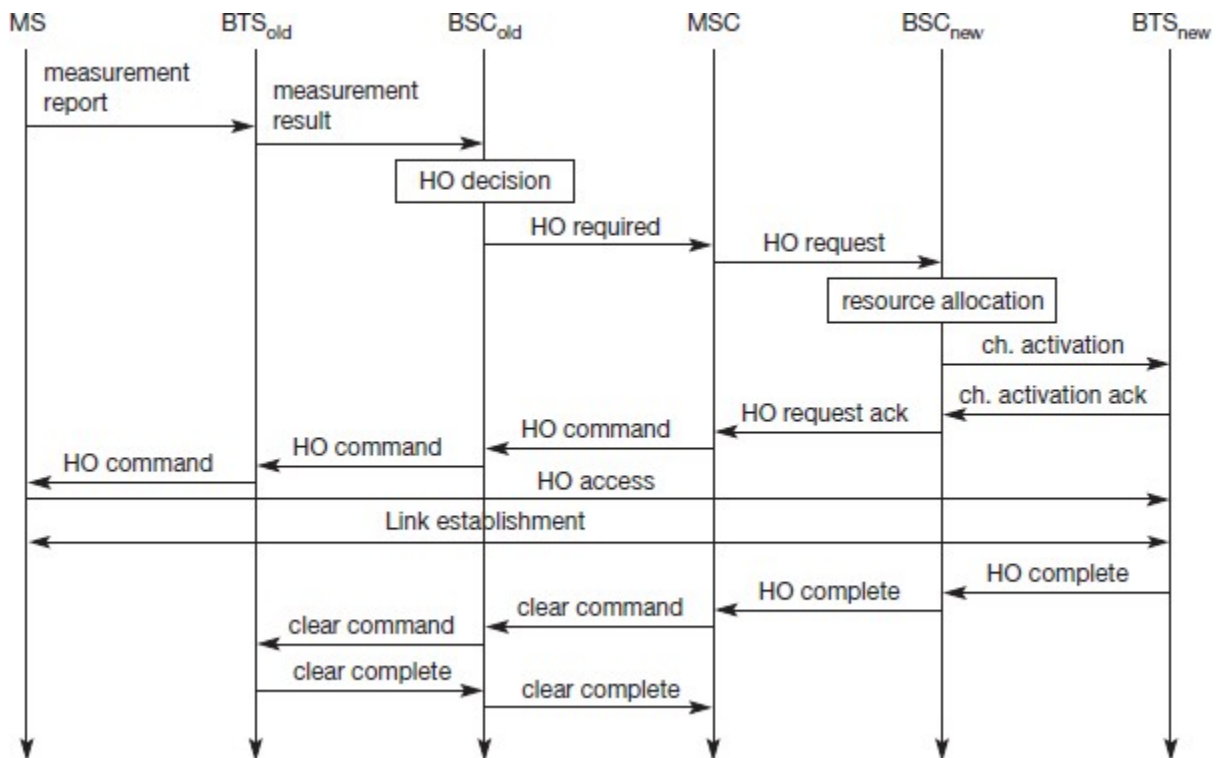 MS
BTSold
BSCold
MSC
BSCnew
BTSnew
measurement
report
measurement
result
HO decision
HO required
HO request
resource allocation
ch. activation
ch. activation ack
HO request ack
HO command
HO command
HO command
HO access
Link establishment
HO complete
HO complete
clear command
clear command
clear complete
clear complete